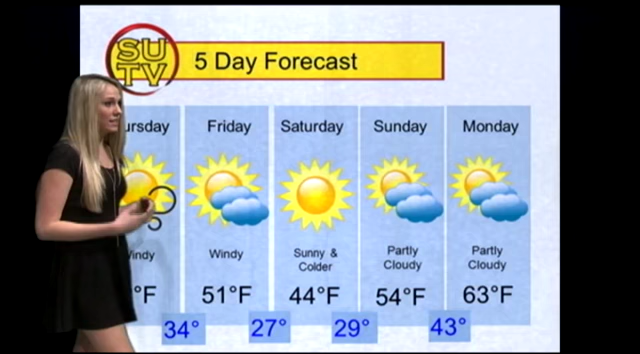 SU
TV
5 Day Forecast
Friday Saturday Sunday Monday
Windy Sunny & Colder Partly Cloudy Partly Cloudy
51°F 44°F 54°F 63°F
34° 27° 29° 43°